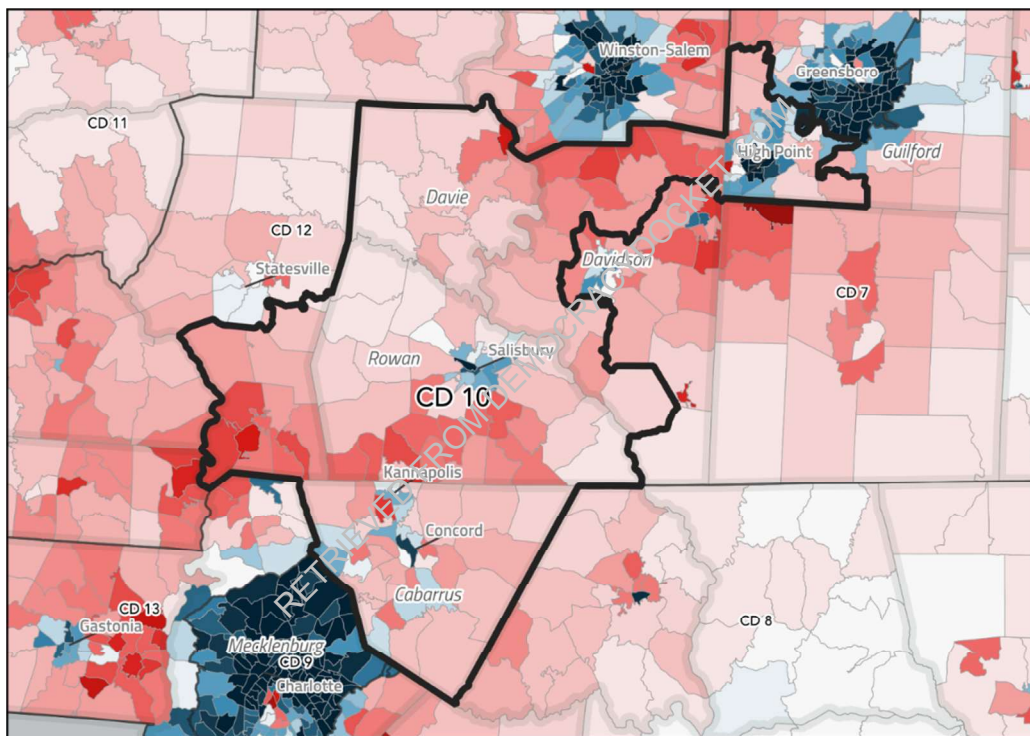 Winston-Salem
Greensboro
CD 11
High Point
Guilford
Davie
CD 12
Davidson
Statesville
CD 7
Salisbury
Rowan
CD 10
Kannapolis
Concord
Cabarrus
CD 13
Gastonia
CD 8
Mecklenburg
CD 9
Charlotte
RETRIEVED FROM DEMOCRACYDOCKET.COM